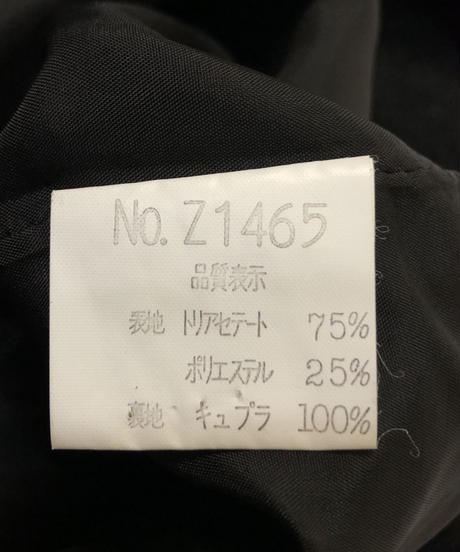 No. Z1465
品質表示
表地 トリアセテート 75%
ポリエステル 25%
裏地 キュプラ 100%